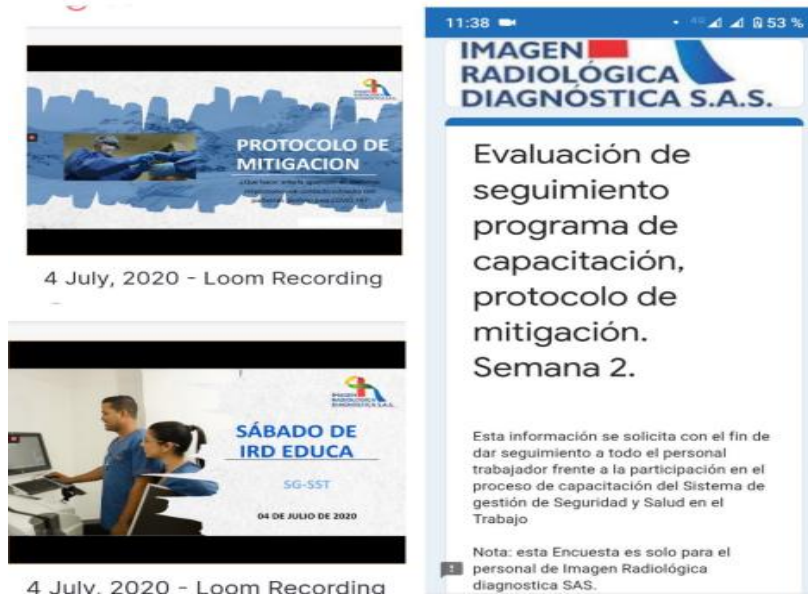 PROTOCOLO DE
MITIGACION
4 July, 2020 - Loom Recording
IMAGEN
RADIOLÓGICA
DIAGNÓSTICA S.A.S.
SÁBADO DE
IRD EDUCA
SG-SST
04 DE JULIO DE 2020
4 July, 2020 - Loom Recording
11:38
4G
53 %
IMAGEN
RADIOLÓGICA
DIAGNÓSTICA S.A.S.
Evaluación de
seguimiento
programa de
capacitación,
protocolo de
mitigación.
Semana 2.
Esta información se solicita con el fin de
dar seguimiento a todo el personal
trabajador frente a la participación en el
proceso de capacitación del Sistema de
gestión de Seguridad y Salud en el
Trabajo
Nota: esta Encuesta es solo para el
personal de Imagen Radiológica
diagnostica SAS.